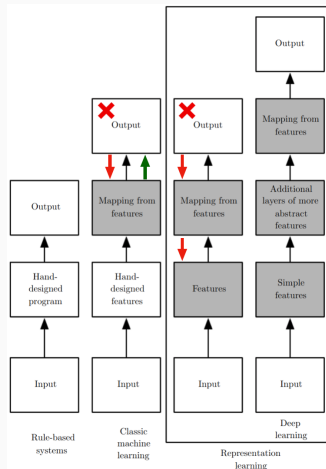 Output
Output
Output
Mapping from
features
Output
Mapping from
features
Mapping from
features
Additional
layers of more
abstract
features
Hand-
designed
program
Hand-
designed
features
Features
Simple
features
Input
Input
Input
Input
Rule-based
systems
Classic
machine
learning
Deep
learning
Representation
learning